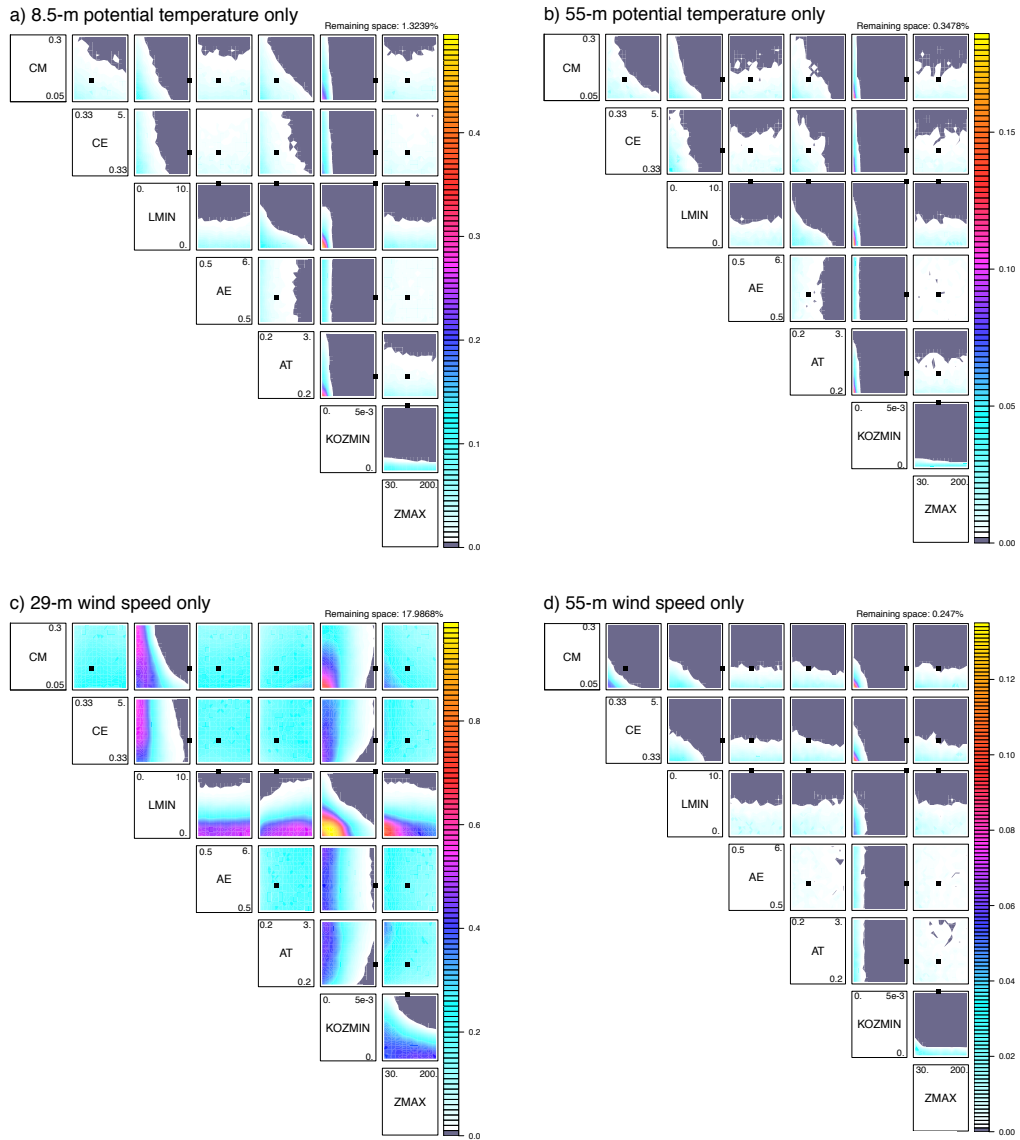 a) 8.5-m potential temperature only
Remaining space: 1.3239%
0.3
CM
0.05
0.33 5.
CE
0.33
0. 10.
LMIN
0.
0.5 6.
AE
0.5
0.2 3.
AT
0.2
0. 5e-3
KOZMIN
0.
30. 200.
ZMAX
0.4
0.3
0.2
0.1
0.0
b) 55-m potential temperature only
Remaining space: 0.3478%
0.3
CM
0.05
0.33 5.
CE
0.33
0. 10.
LMIN
0.
0.5 6.
AE
0.5
0.2 3.
AT
0.2
0. 5e-3
KOZMIN
0.
30. 200.
ZMAX
0.15
0.10
0.05
0.00
c) 29-m wind speed only
Remaining space: 17.9868%
0.3
CM
0.05
0.33 5.
CE
0.33
0. 10.
LMIN
0.
0.5 6.
AE
0.5
0.2 3.
AT
0.2
0. 5e-3
KOZMIN
0.
30. 200.
ZMAX
0.8
0.6
0.4
0.2
0.0
d) 55-m wind speed only
Remaining space: 0.247%
0.3
CM
0.05
0.33 5.
CE
0.33
0. 10.
LMIN
0.
0.5 6.
AE
0.5
0.2 3.
AT
0.2
0. 5e-3
KOZMIN
0.
30. 200.
ZMAX
0.12
0.10
0.08
0.06
0.04
0.02
0.00